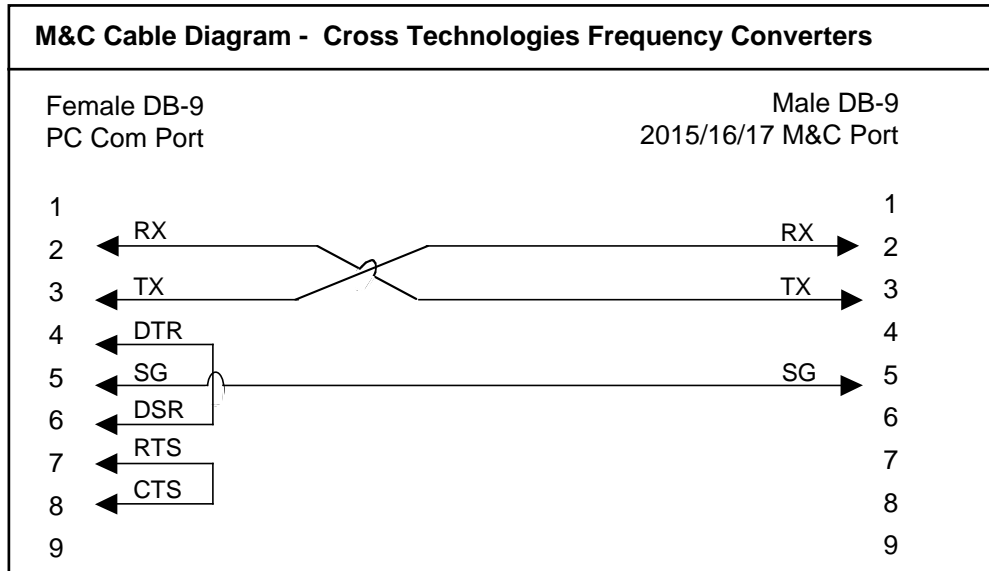 M&C Cable Diagram - Cross Technologies Frequency Converters
Female DB-9
PC Com Port
Male DB-9
2015/16/17 M&C Port
1 1
2 RX RX 2
3 TX TX 3
4 DTR 4
5 SG SG 5
6 DSR 6
7 RTS 7
8 CTS 8
9 9